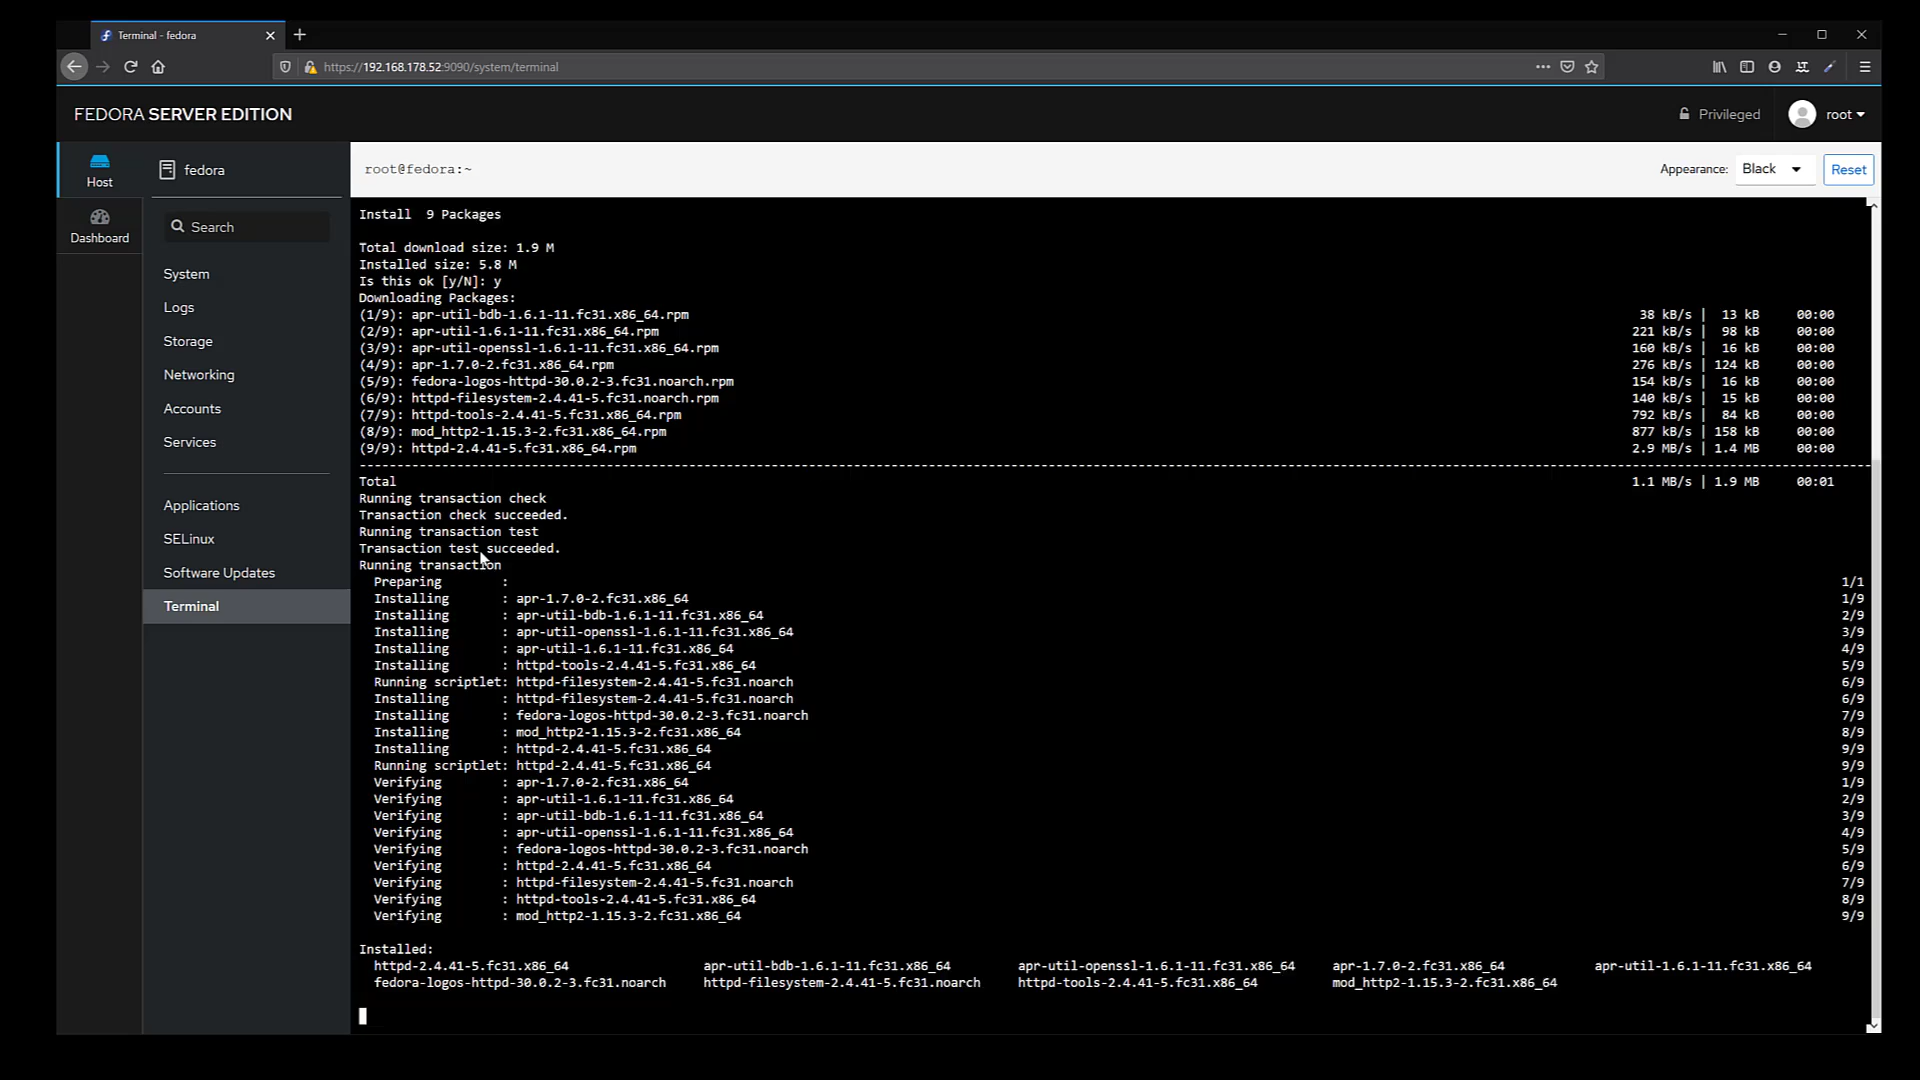 Terminal - fedora
https://192.168.178.52:9090/system/terminal
FEDORA SERVER EDITION
Privileged
root
Host
Dashboard
fedora
Search
System
Logs
Storage
Networking
Accounts
Services
Applications
SELinux
Software Updates
Terminal
root@fedora:~
Appearance: Black
Reset
Install  9 Packages
Total download size: 1.9 M
Installed size: 5.8 M
Is this ok [y/N]: y
Downloading Packages:
(1/9): apr-util-bdb-1.6.1-11.fc31.x86_64.rpm 38 kB/s | 13 kB 00:00
(2/9): apr-util-1.6.1-11.fc31.x86_64.rpm 221 kB/s | 98 kB 00:00
(3/9): apr-util-openssl-1.6.1-11.fc31.x86_64.rpm 160 kB/s | 16 kB 00:00
(4/9): apr-1.7.0-2.fc31.x86_64.rpm 276 kB/s | 124 kB 00:00
(5/9): fedora-logos-httpd-30.0.2-3.fc31.noarch.rpm 154 kB/s | 16 kB 00:00
(6/9): httpd-filesystem-2.4.41-5.fc31.noarch.rpm 140 kB/s | 15 kB 00:00
(7/9): httpd-tools-2.4.41-5.fc31.x86_64.rpm 792 kB/s | 84 kB 00:00
(8/9): mod_http2-1.15.3-2.fc31.x86_64.rpm 877 kB/s | 158 kB 00:00
(9/9): httpd-2.4.41-5.fc31.x86_64.rpm 2.9 MB/s | 1.4 MB 00:00
Total 1.1 MB/s | 1.9 MB 00:01
Running transaction check
Transaction check succeeded.
Running transaction test
Transaction test succeeded.
Running transaction
Preparing : 1/1
Installing : apr-1.7.0-2.fc31.x86_64 1/9
Installing : apr-util-bdb-1.6.1-11.fc31.x86_64 2/9
Installing : apr-util-openssl-1.6.1-11.fc31.x86_64 3/9
Installing : apr-util-1.6.1-11.fc31.x86_64 4/9
Installing : httpd-tools-2.4.41-5.fc31.x86_64 5/9
Running scriptlet: httpd-filesystem-2.4.41-5.fc31.noarch 6/9
Installing : httpd-filesystem-2.4.41-5.fc31.noarch 6/9
Installing : fedora-logos-httpd-30.0.2-3.fc31.noarch 7/9
Installing : mod_http2-1.15.3-2.fc31.x86_64 8/9
Installing : httpd-2.4.41-5.fc31.x86_64 9/9
Running scriptlet: httpd-2.4.41-5.fc31.x86_64 9/9
Verifying : apr-1.7.0-2.fc31.x86_64 1/9
Verifying : apr-util-1.6.1-11.fc31.x86_64 2/9
Verifying : apr-util-bdb-1.6.1-11.fc31.x86_64 3/9
Verifying : apr-util-openssl-1.6.1-11.fc31.x86_64 4/9
Verifying : fedora-logos-httpd-30.0.2-3.fc31.noarch 5/9
Verifying : httpd-2.4.41-5.fc31.x86_64 6/9
Verifying : httpd-filesystem-2.4.41-5.fc31.noarch 7/9
Verifying : httpd-tools-2.4.41-5.fc31.x86_64 8/9
Verifying : mod_http2-1.15.3-2.fc31.x86_64 9/9
Installed:
httpd-2.4.41-5.fc31.x86_64 apr-util-bdb-1.6.1-11.fc31.x86_64 apr-util-openssl-1.6.1-11.fc31.x86_64 apr-1.7.0-2.fc31.x86_64 apr-util-1.6.1-11.fc31.x86_64
fedora-logos-httpd-30.0.2-3.fc31.noarch httpd-filesystem-2.4.41-5.fc31.noarch httpd-tools-2.4.41-5.fc31.x86_64 mod_http2-1.15.3-2.fc31.x86_64